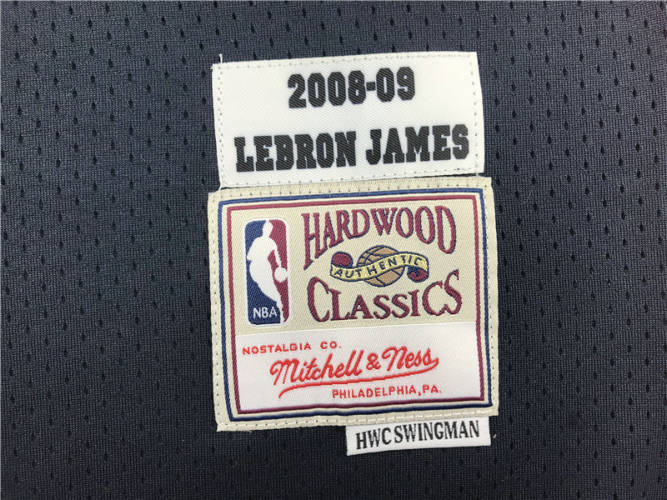 2008-09
LEBRON JAMES
HARDWOOD
AUTHENTIC
CLASSICS
NBA
NOSTALGIA CO.
Mitchell & Ness
PHILADELPHIA, PA.
HWC SWINGMAN